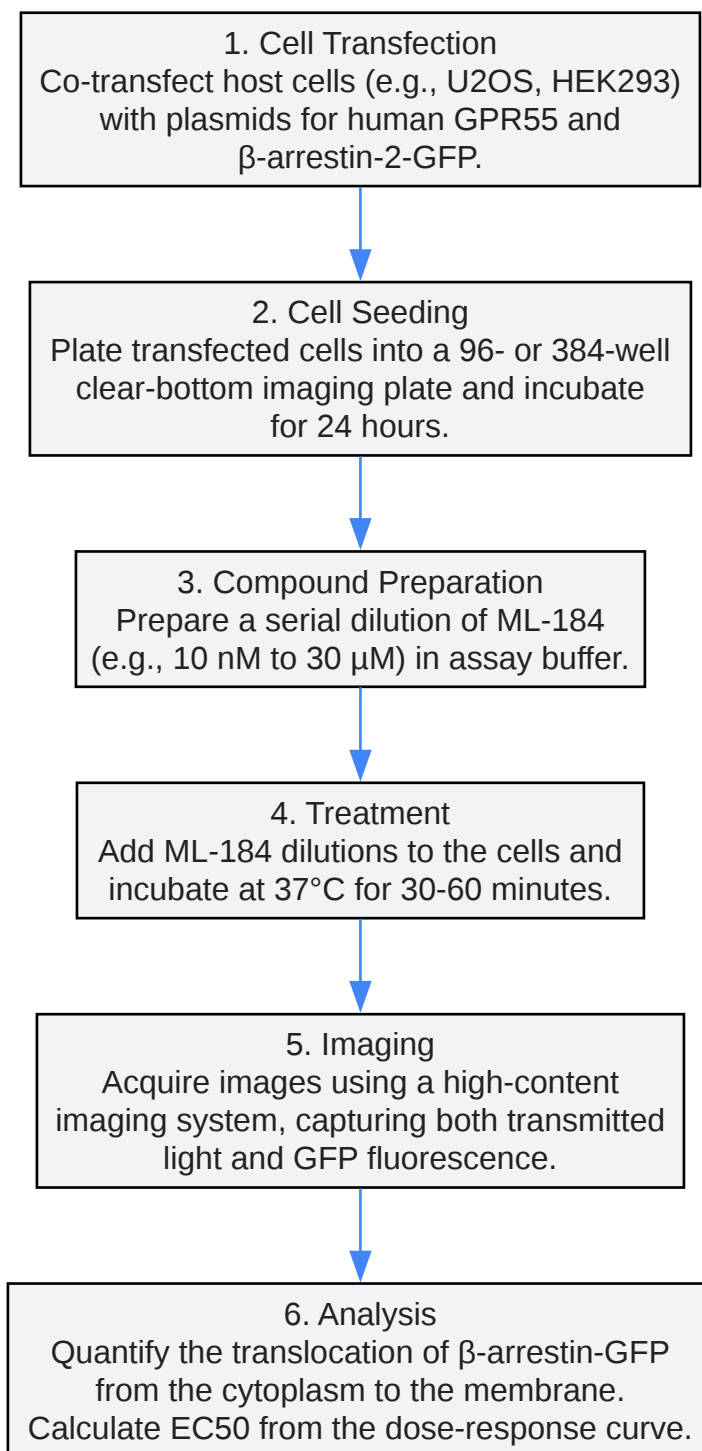 1. Cell Transfection
Co-transfect host cells (e.g., U2OS, HEK293)
with plasmids for human GPR55 and
β-arrestin-2-GFP.
2. Cell Seeding
Plate transfected cells into a 96- or 384-well
clear-bottom imaging plate and incubate
for 24 hours.
3. Compound Preparation
Prepare a serial dilution of ML-184
(e.g., 10 nM to 30 µM) in assay buffer.
4. Treatment
Add ML-184 dilutions to the cells and
incubate at 37°C for 30-60 minutes.
5. Imaging
Acquire images using a high-content
imaging system, capturing both transmitted
light and GFP fluorescence.
6. Analysis
Quantify the translocation of β-arrestin-GFP
from the cytoplasm to the membrane.
Calculate EC50 from the dose-response curve.